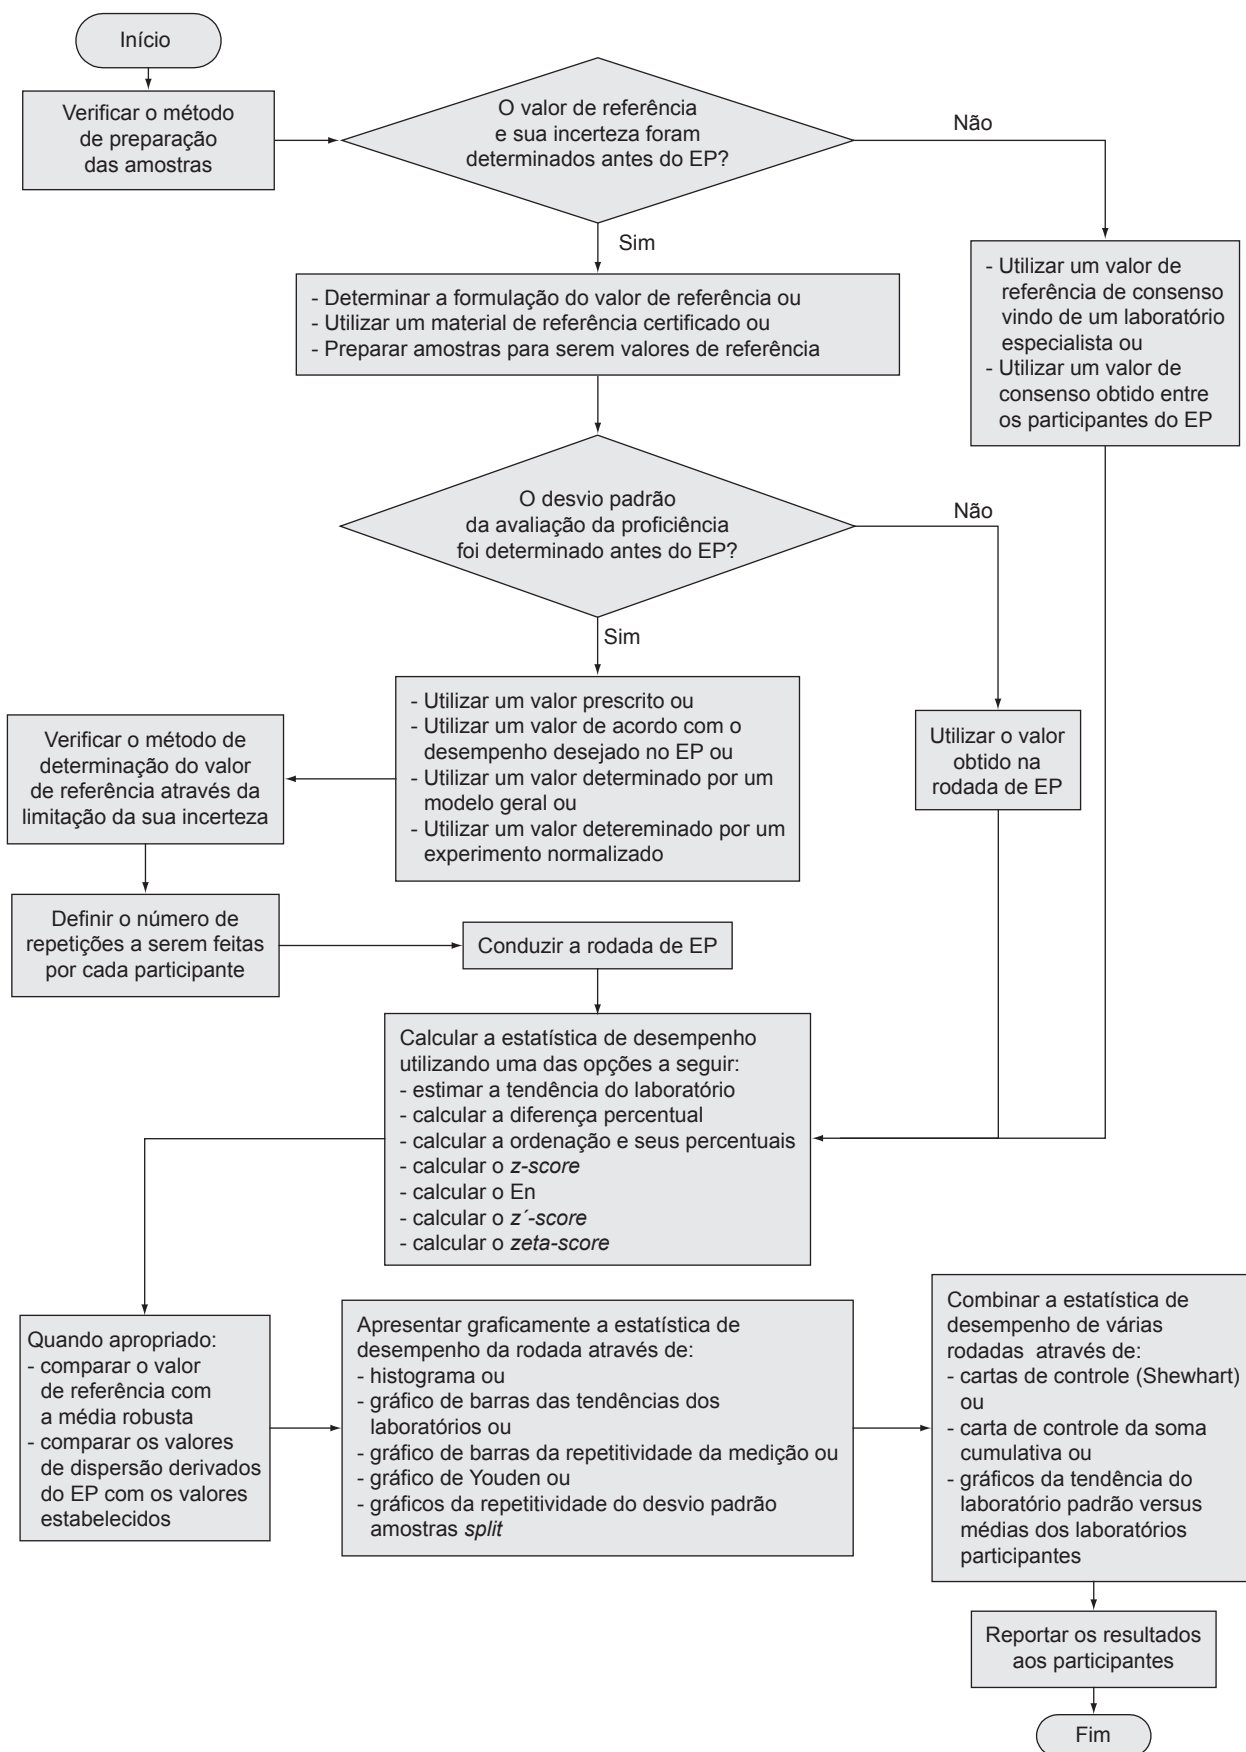 Início
Verificar o método
de preparação
das amostras
O valor de referência
e sua incerteza foram
determinados antes do EP?
Não
Sim
- Determinar a formulação do valor de referência ou
- Utilizar um material de referência certificado ou
- Preparar amostras para serem valores de referência
- Utilizar um valor de
referência de consenso
vindo de um laboratório
especialista ou
- Utilizar um valor de
consenso obtido entre
os participantes do EP
O desvio padrão
da avaliação da proficiência
foi determinado antes do EP?
Não
Sim
- Utilizar um valor prescrito ou
- Utilizar um valor de acordo com o
desempenho desejado no EP ou
- Utilizar um valor determinado por um
modelo geral ou
- Utilizar um valor detereminado por um
experimento normalizado
Utilizar o valor
obtido na
rodada de EP
Verificar o método de
determinação do valor
de referência através da
limitação da sua incerteza
Definir o número de
repetições a serem feitas
por cada participante
Conduzir a rodada de EP
Calcular a estatística de desempenho
utilizando uma das opções a seguir:
- estimar a tendência do laboratório
- calcular a diferença percentual
- calcular a ordenação e seus percentuais
- calcular o z-score
- calcular o En
- calcular o z´-score
- calcular o zeta-score
Quando apropriado:
- comparar o valor
de referência com
a média robusta
- comparar os valores
de dispersão derivados
do EP com os valores
estabelecidos
Apresentar graficamente a estatística de
desempenho da rodada através de:
- histograma ou
- gráfico de barras das tendências dos
laboratórios ou
- gráfico de barras da repetitividade da medição ou
- gráfico de Youden ou
- gráficos da repetitividade do desvio padrão
amostras split
Combinar a estatística de
desempenho de várias
rodadas através de:
- cartas de controle (Shewhart)
ou
- carta de controle da soma
cumulativa ou
- gráficos da tendência do
laboratório padrão versus
médias dos laboratórios
participantes
Reportar os resultados
aos participantes
Fim